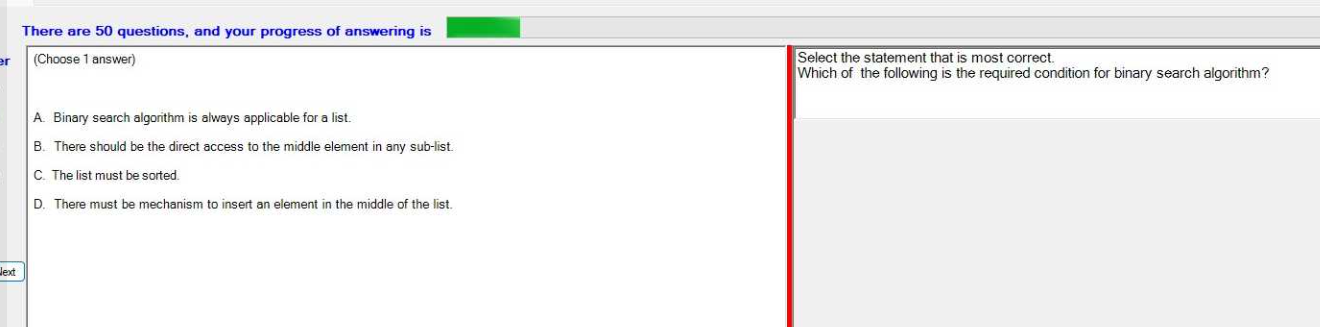 There are 50 questions, and your progress of answering is
er
(Choose 1 answer)
A. Binary search algorithm is always applicable for a list.
B. There should be the direct access to the middle element in any sub-list.
C. The list must be sorted.
D. There must be mechanism to insert an element in the middle of the list.
Select the statement that is most correct.
Which of the following is the required condition for binary search algorithm?